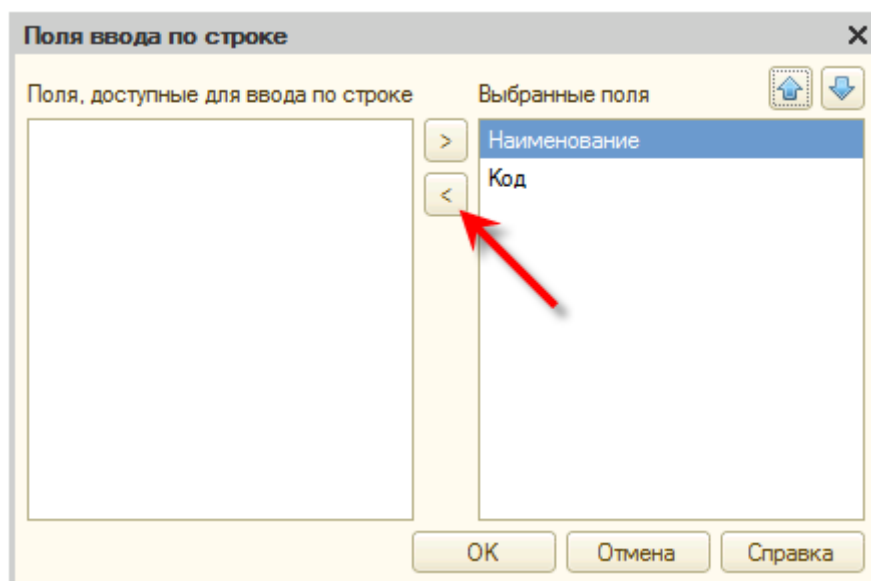 Поля ввода по строке
Поля, доступные для ввода по строке
Выбранные поля
>
<
Наименование
Код
OK
Отмена
Справка